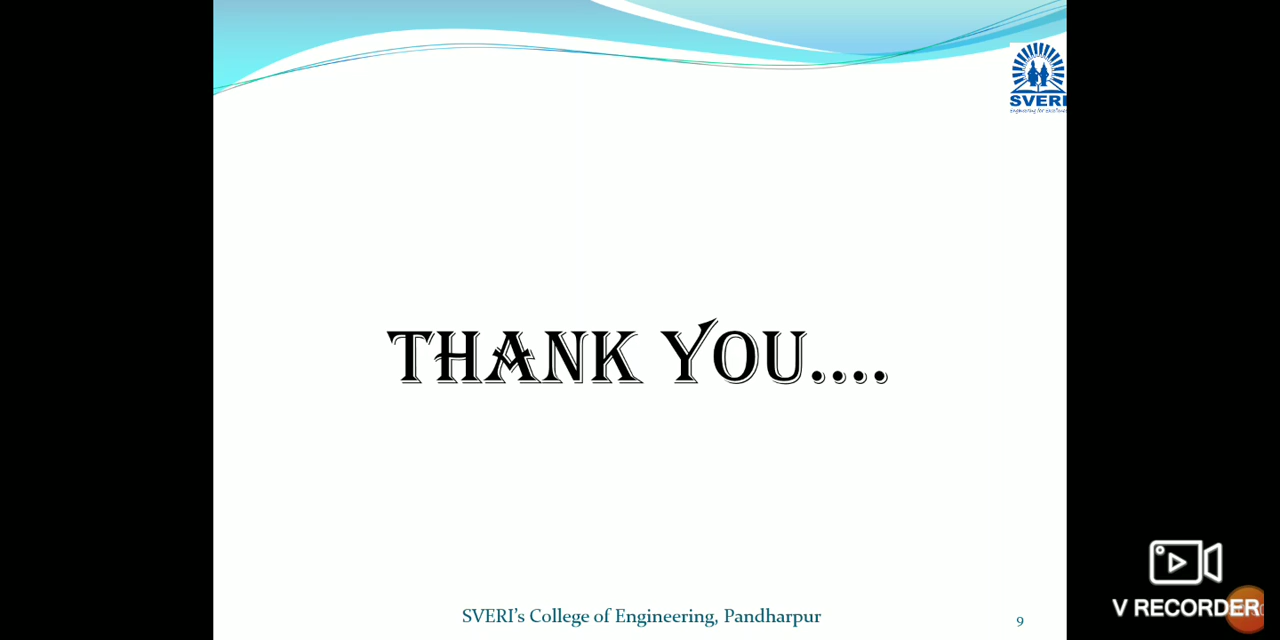 SVERI
THANK YOU....
SVERI's College of Engineering, Pandharpur
9
V RECORDER